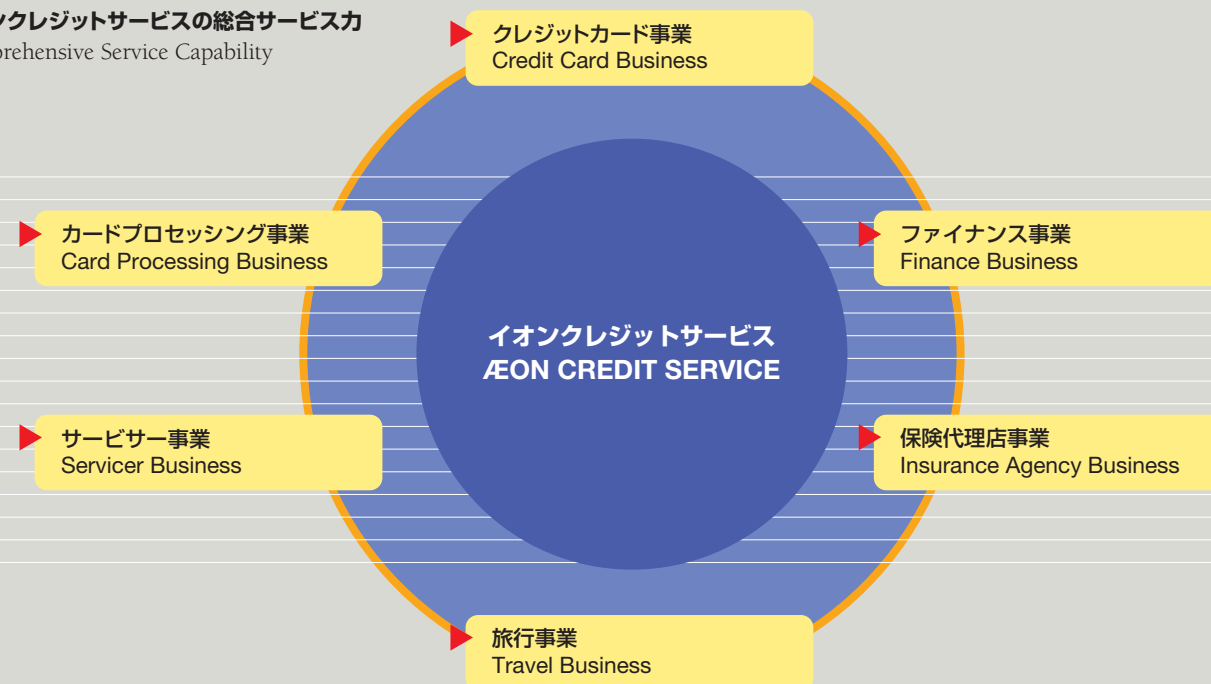 クレジットサービスの総合サービス力
Service Capability
クレジットカード事業
Credit Card Business
カードプロセッシング事業
Card Processing Business
ファイナンス事業
Finance Business
イオンクレジットサービス
ÆON CREDIT SERVICE
サービサー事業
Servicer Business
保険代理店事業
Insurance Agency Business
旅行事業
Travel Business